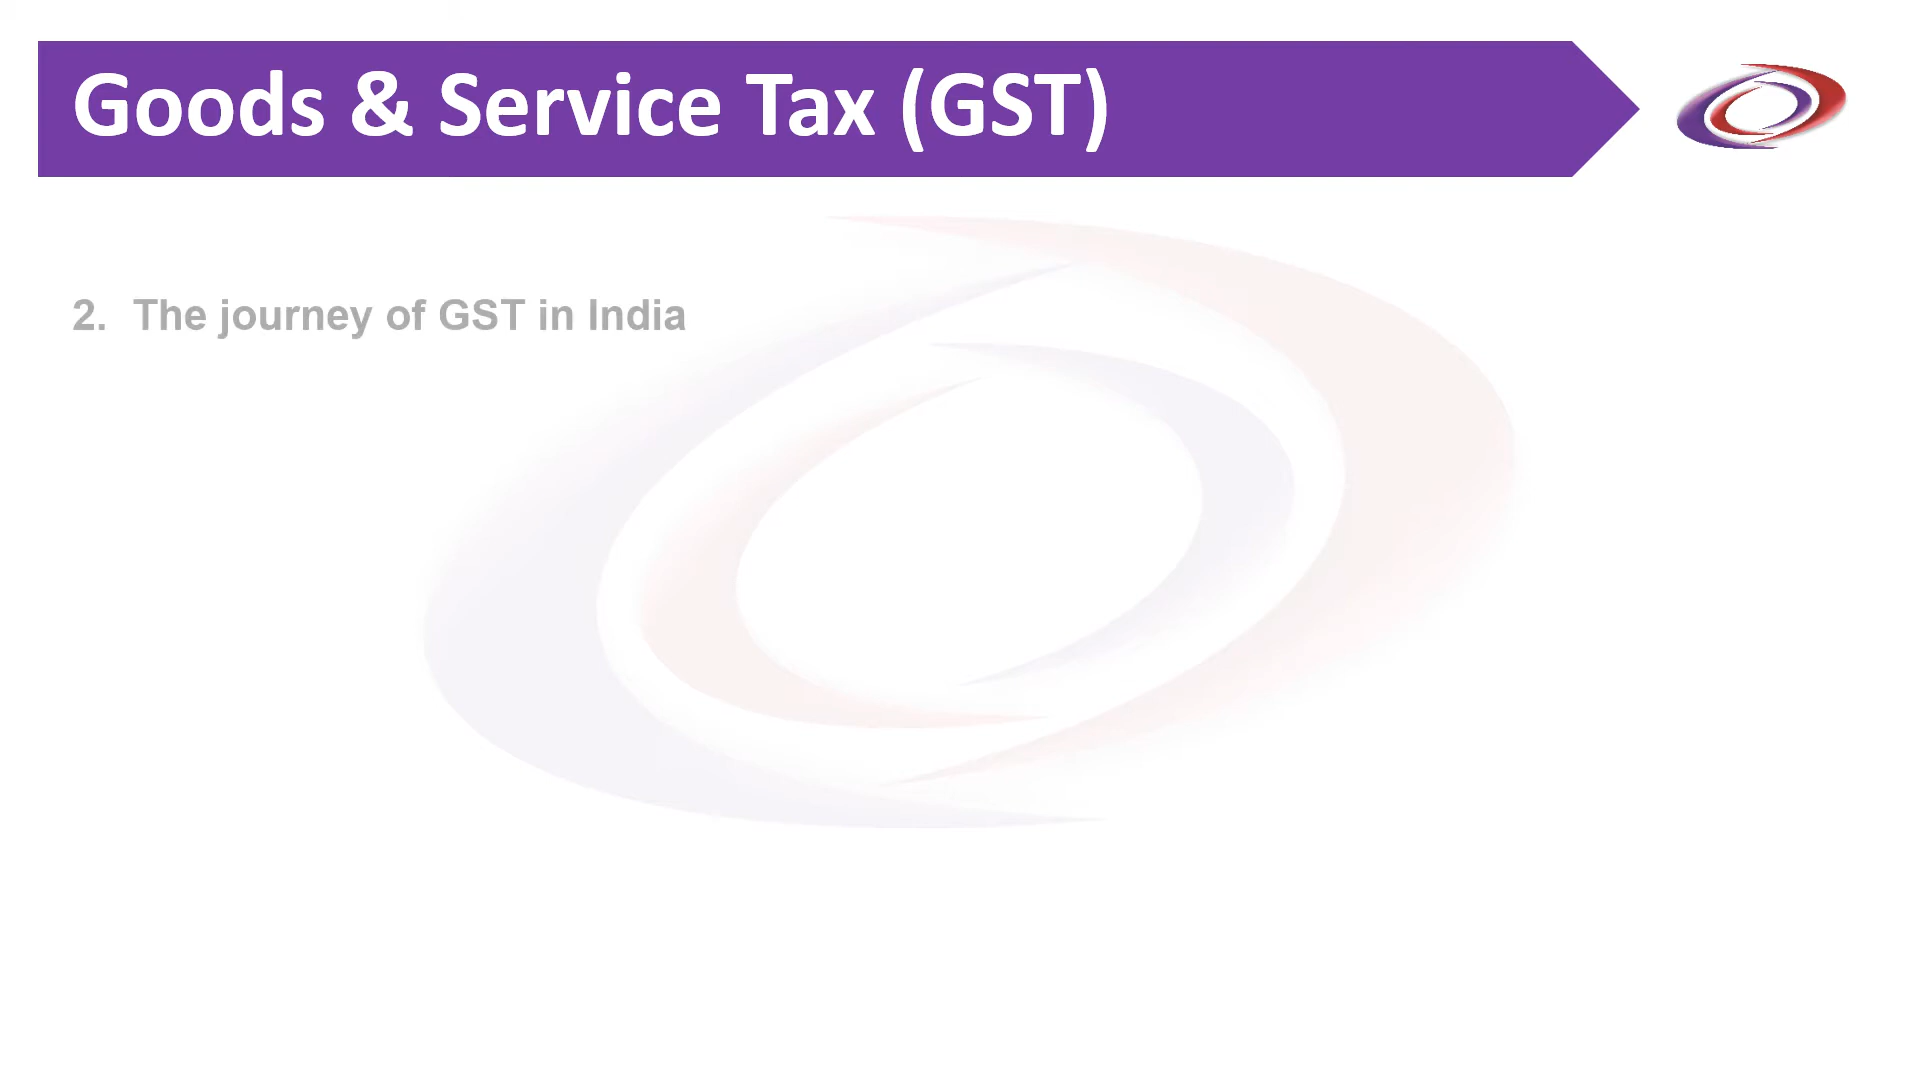 Goods & Service Tax (GST)
2. The journey of GST in India